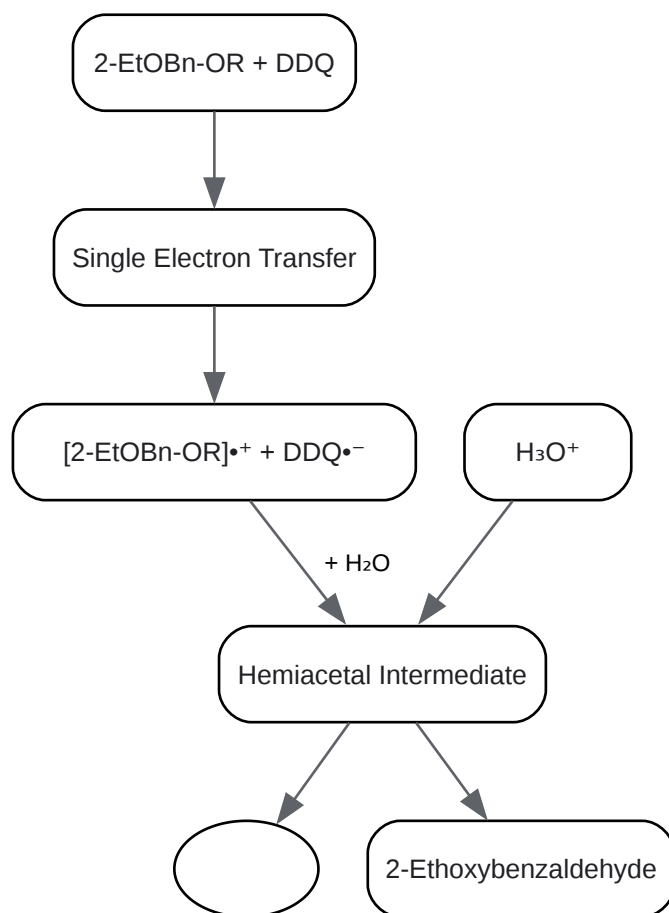 2-EtOBn-OR + DDQ
Single Electron Transfer
[2-EtOBn-OR]•⁺ + DDQ•⁻
H₃O⁺
+ H₂O
Hemiacetal Intermediate
2-Ethoxybenzaldehyde